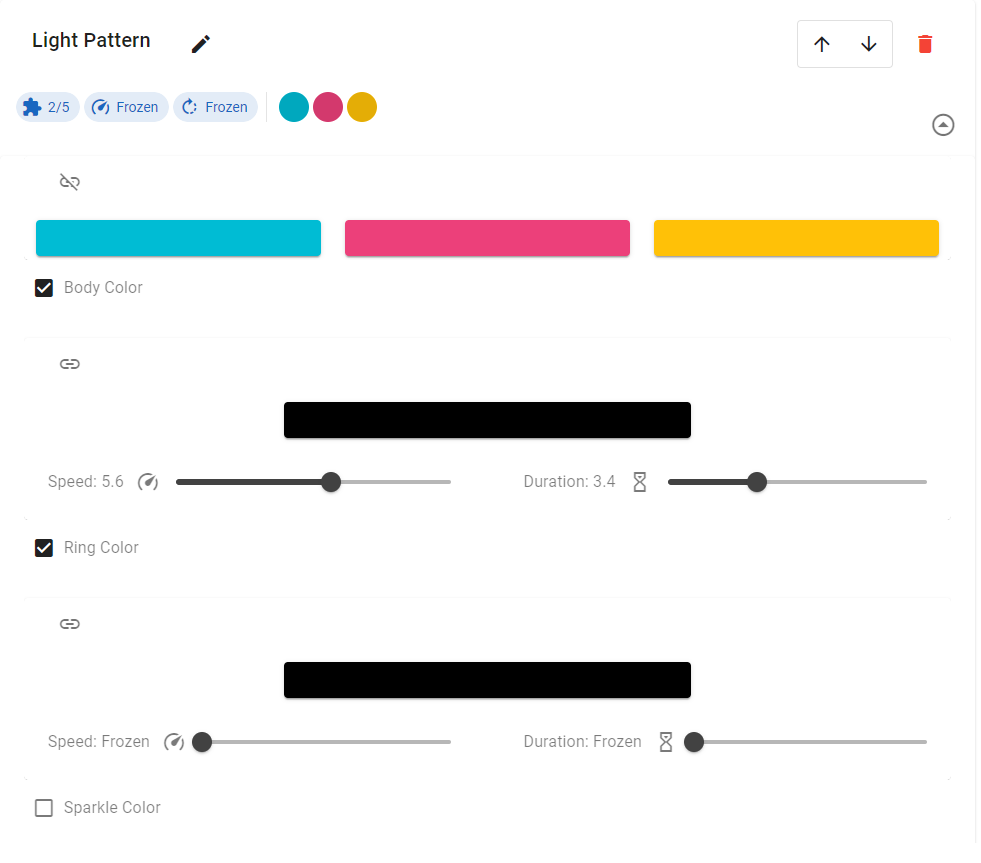 Light Pattern
2/5 Frozen Frozen
Body Color
Speed: 5.6 Duration: 3.4
Ring Color
Speed: Frozen Duration: Frozen
Sparkle Color